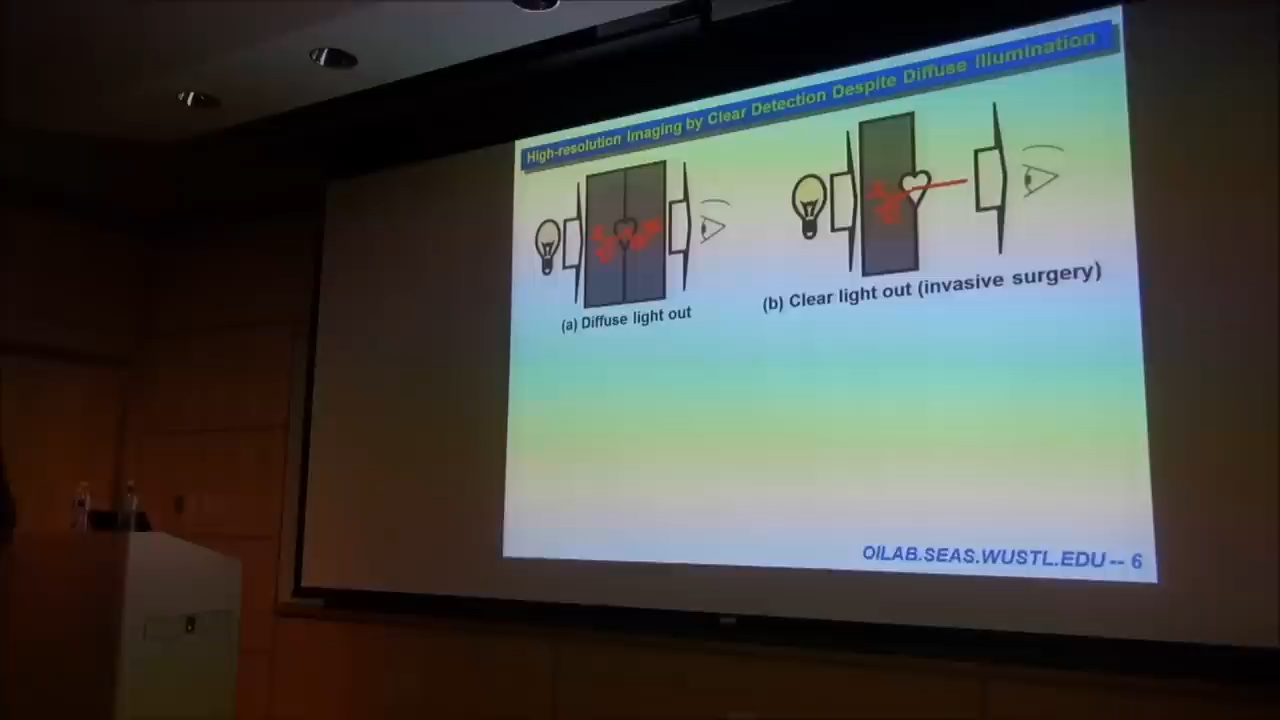 High-resolution Imaging by Clear Detection Despite Diffuse Illumination
(a) Diffuse light out
(b) Clear light out (invasive surgery)
OILAB.SEAS.WUSTL.EDU -- 6